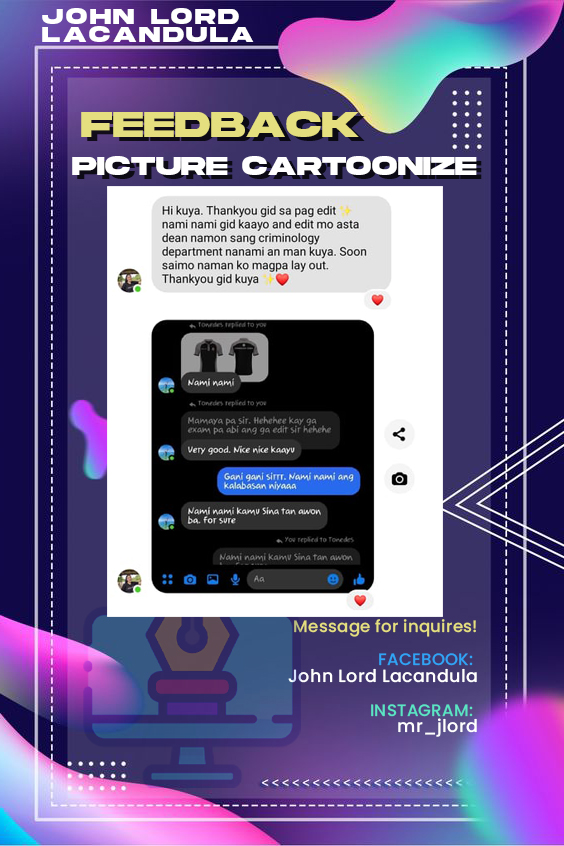 JOHN LORD
LACANDULA
FEEDBACK
PICTURE CARTOONIZE
Hi kuya. Thankyou gid sa pag edit ✨
nami nami gid kaayo and edit mo asta
dean namon sang criminology
department nanami an man kuya. Soon
saimo naman ko magpa lay out.
Thankyou gid kuya ✨❤️
Tonedes replied to you
Nami nami
Tonedes replied to you
Mamaya pa sir. Hehehee kay ga
exam pa abi ang ga edit sir hehehe
Very good. Nice nice kaayu
Gani gani sirrr. Nami nami ang
kalabasan niyaaa
Nami nami kamu Sina tan awon
ba. for sure
You replied to Tonedes
Nami nami kamu Sina tan awon
Aa
Message for inquires!
FACEBOOK:
John Lord Lacandula
INSTAGRAM:
mr_jlord